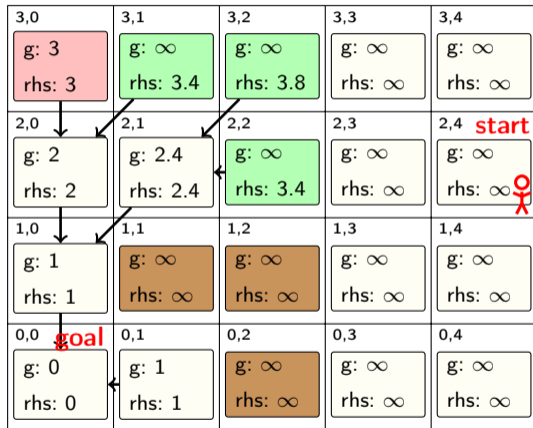 3,0 3,1 3,2 3,3 3,4
g: 3 g: ∞ g: ∞ g: ∞ g: ∞
rhs: 3 rhs: 3.4 rhs: 3.8 rhs: ∞ rhs: ∞
2,0 2,1 2,2 2,3 2,4 start
g: 2 g: 2.4 g: ∞ g: ∞ g: ∞
rhs: 2 rhs: 2.4 rhs: 3.4 rhs: ∞ rhs: ∞
1,0 1,1 1,2 1,3 1,4
g: 1 g: ∞ g: ∞ g: ∞ g: ∞
rhs: 1 rhs: ∞ rhs: ∞ rhs: ∞ rhs: ∞
0,0 goal 0,1 0,2 0,3 0,4
g: 0 g: 1 g: ∞ g: ∞ g: ∞
rhs: 0 rhs: 1 rhs: ∞ rhs: ∞ rhs: ∞